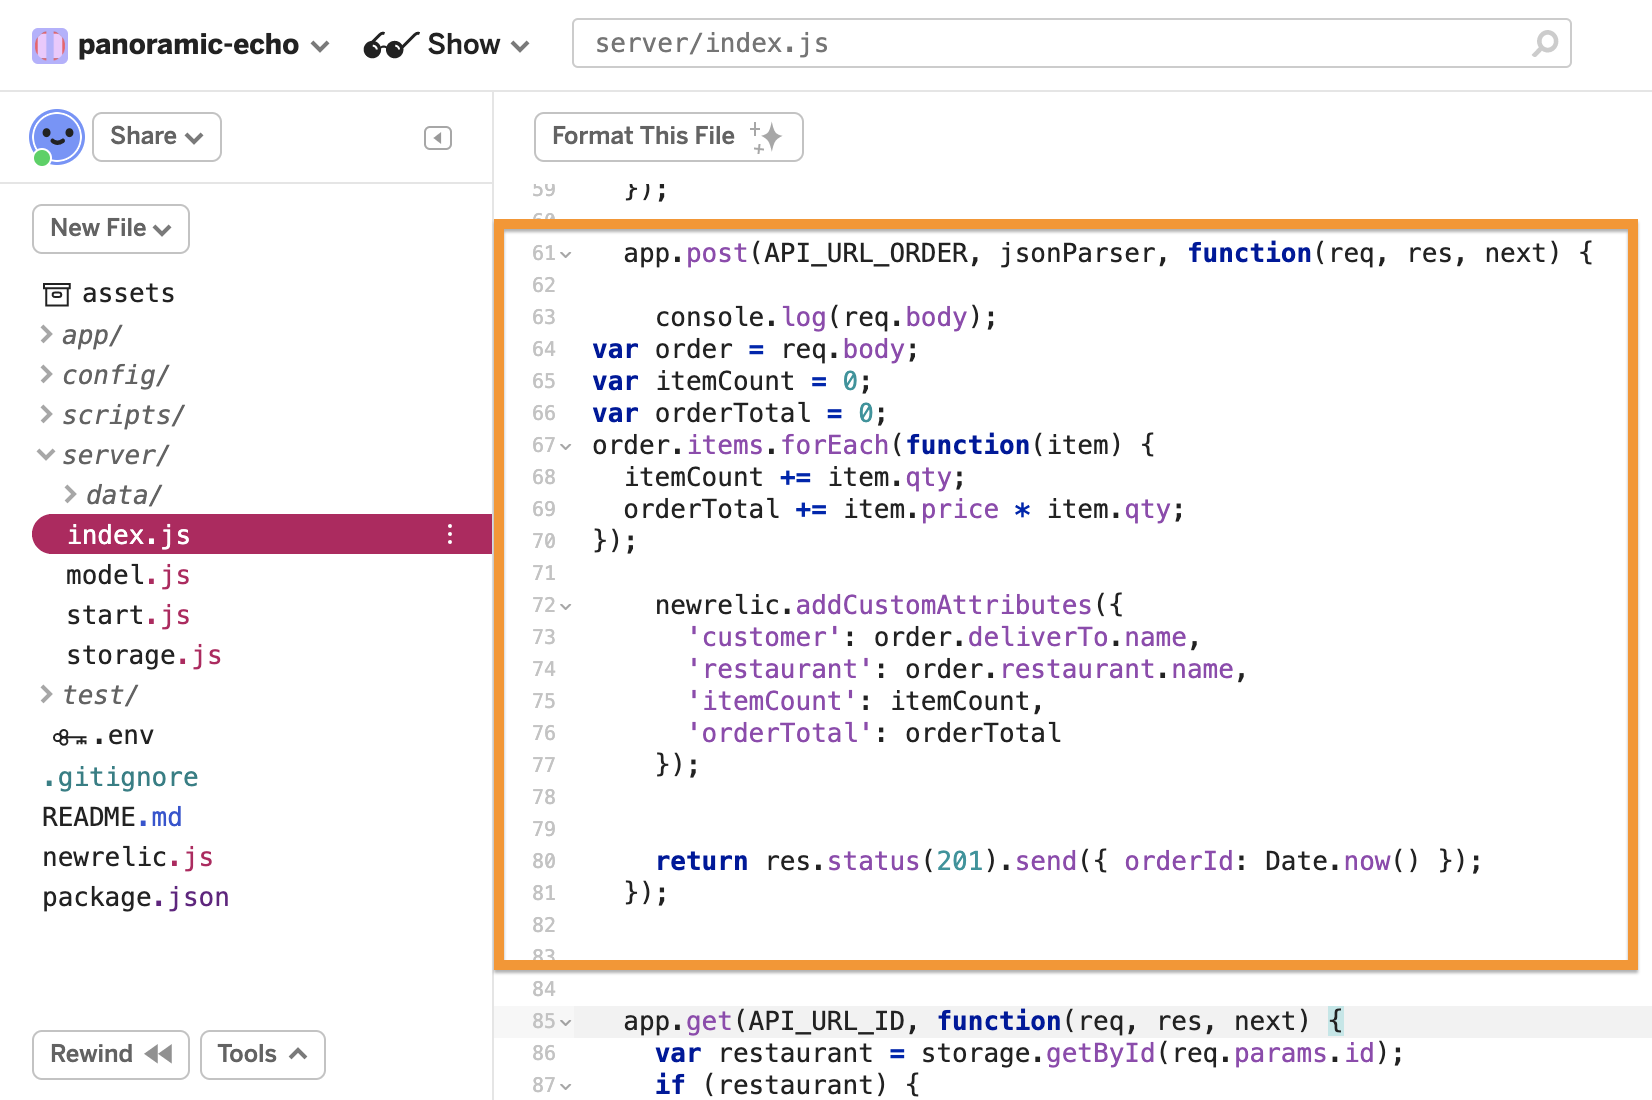 panoramic-echo Show server/index.js
Share Format This File
New File
assets
app/
config/
scripts/
server/
data/
index.js
model.js
start.js
storage.js
test/
.env
.gitignore
README.md
newrelic.js
package.json
Rewind Tools
59 });
60
61 app.post(API_URL_ORDER, jsonParser, function(req, res, next) {
62
63 console.log(req.body);
64 var order = req.body;
65 var itemCount = 0;
66 var orderTotal = 0;
67 order.items.forEach(function(item) {
68 itemCount += item.qty;
69 orderTotal += item.price * item.qty;
70 });
71
72 newrelic.addCustomAttributes({
73 'customer': order.deliverTo.name,
74 'restaurant': order.restaurant.name,
75 'itemCount': itemCount,
76 'orderTotal': orderTotal
77 });
78
79
80 return res.status(201).send({ orderId: Date.now() });
81 });
82
83
84
85 app.get(API_URL_ID, function(req, res, next) {
86 var restaurant = storage.getById(req.params.id);
87 if (restaurant) {